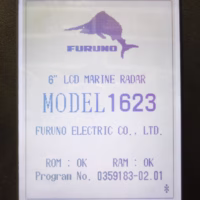 FURUNO
6" LCD MARINE RADAR
MODEL1623
FURUNO ELECTRIC CO., LTD.
ROM : OK RAM : OK
Program No. 0359183-02.01